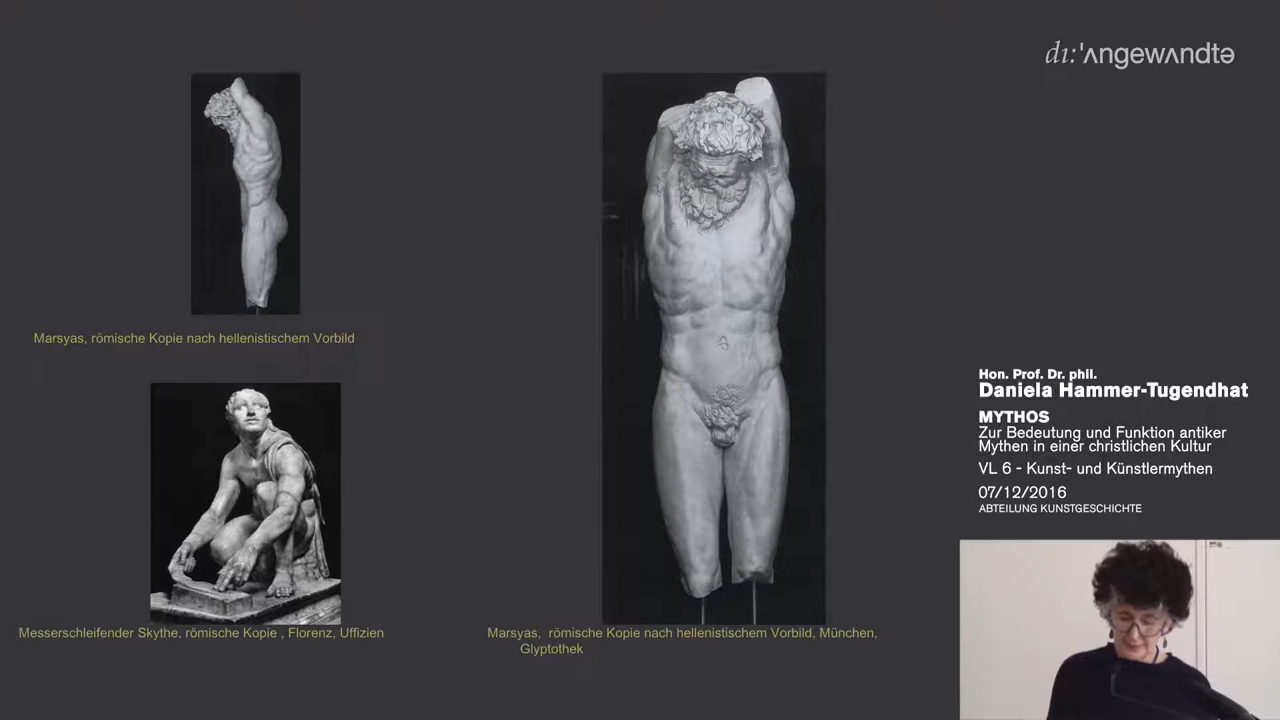 dı:ˈʌngewʌndtə
Marsyas, römische Kopie nach hellenistischem Vorbild
Messerschleifender Skythe, römische Kopie , Florenz, Uffizien
Marsyas, römische Kopie nach hellenistischem Vorbild, München,
Glyptothek
Hon. Prof. Dr. phil.
Daniela Hammer-Tugendhat
MYTHOS
Zur Bedeutung und Funktion antiker
Mythen in einer christlichen Kultur
VL 6 - Kunst- und Künstlermythen
07/12/2016
ABTEILUNG KUNSTGESCHICHTE